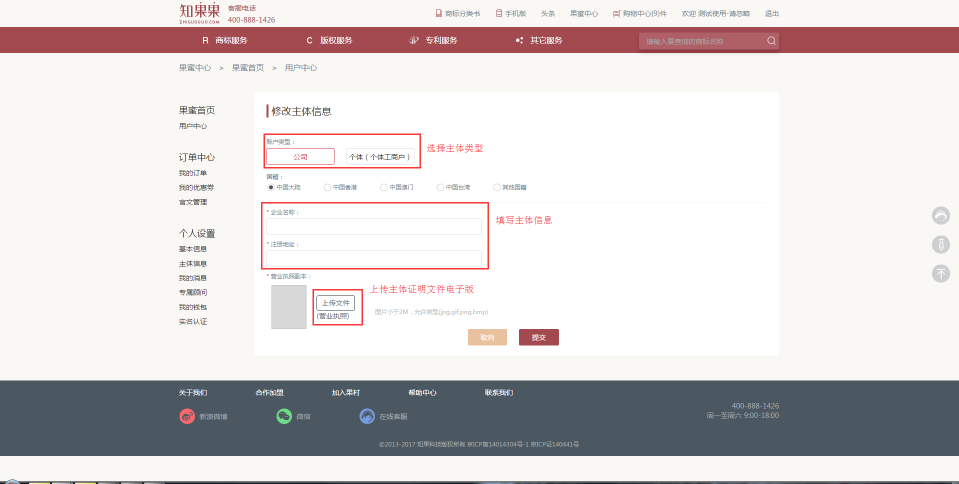 知果果
ZHIGUOGUO.COM
客服电话
400-888-1426
商标分类书 手机版 头条 果蜜中心 购物中心(9)件 欢迎 测试使用-请忽略 退出
R 商标服务 C 版权服务 专利服务 其它服务
请输入要查询的商标名称
果蜜中心 > 果蜜首页 > 用户中心
果蜜首页
用户中心
订单中心
我的订单
我的优惠券
官文管理
个人设置
基本信息
主体信息
我的消息
专属顾问
我的钱包
实名认证
修改主体信息
账户类型：
公司 个体（个体工商户）
选择主体类型
国籍：
中国大陆 中国香港 中国澳门 中国台湾 其他国籍
* 企业名称：
填写主体信息
* 注册地址：
* 营业执照副本：
上传主体证明文件电子版
上传文件
(营业执照)
图片小于2M，允许类型(jpg,gif,png,bmp)
取消 提交
关于我们 合作加盟 加入果村 帮助中心 联系我们
新浪微博 微信 在线客服
400-888-1426
周一至周六 9:00-18:00
©2013-2017 知果科技版权所有 京ICP备14014304号-1 京ICP证140441号